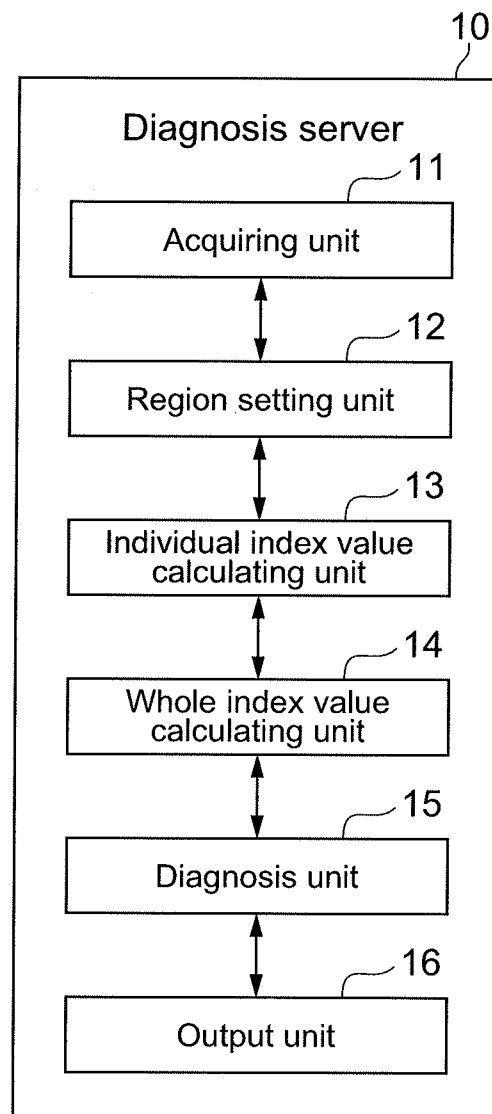 10
Diagnosis server
11
Acquiring unit
12
Region setting unit
13
Individual index value
calculating unit
14
Whole index value
calculating unit
15
Diagnosis unit
16
Output unit